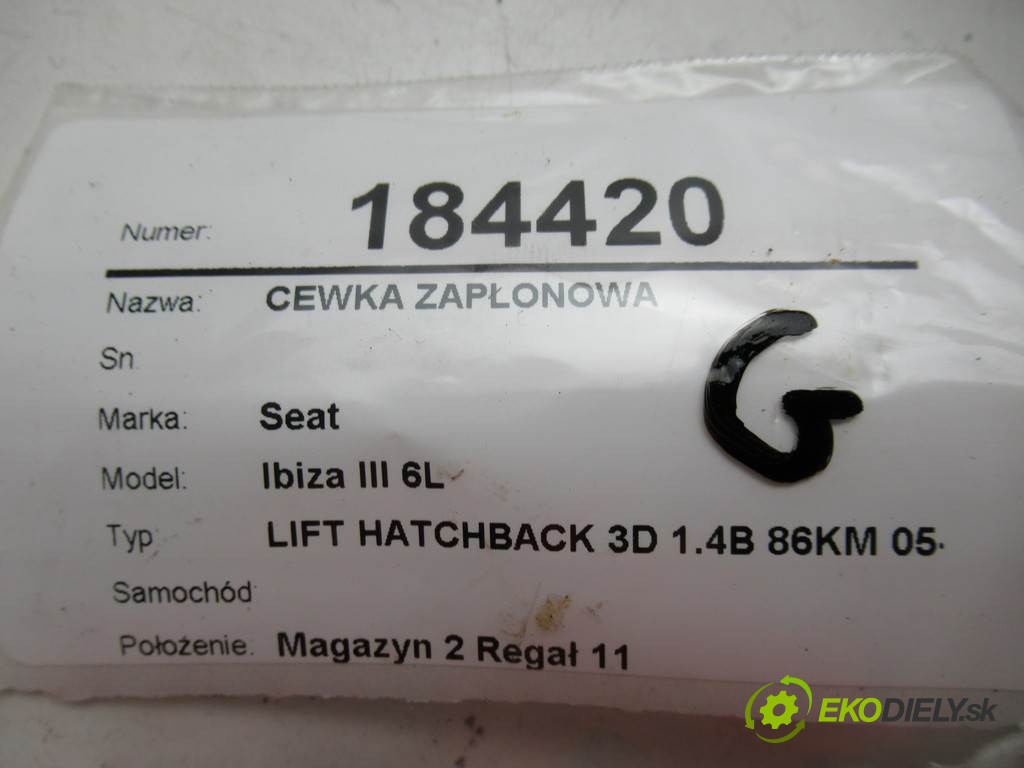 Numer: 184420
Nazwa: CEWKA ZAPŁONOWA
Sn
Marka: Seat
Model: Ibiza III 6L
Typ LIFT HATCHBACK 3D 1.4B 86KM 05-
Samochód
Położenie: Magazyn 2 Regał 11
G
EKODIELY.sk